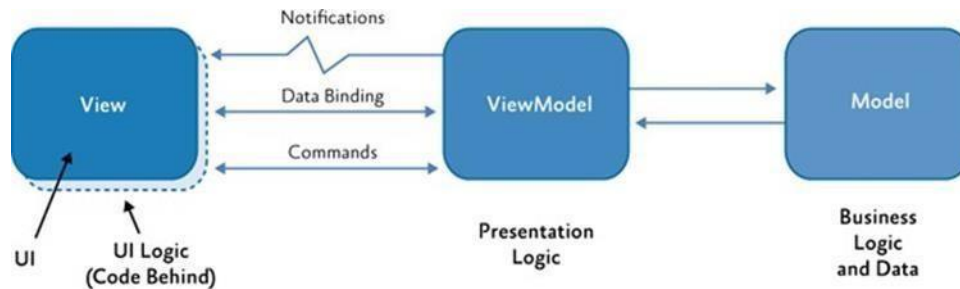 Notifications
View
Data Binding
ViewModel
Model
Commands
UI
UI Logic
(Code Behind)
Presentation
Logic
Business
Logic
and Data